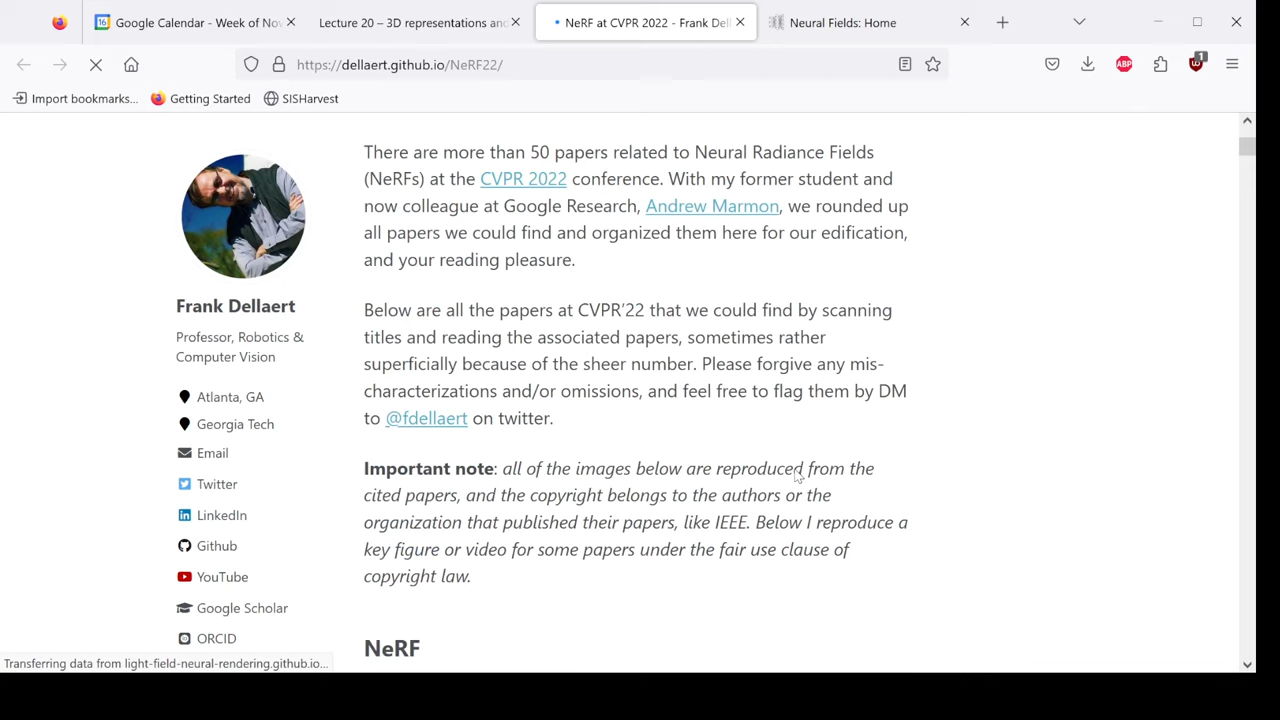 Google Calendar - Week of Nov
Lecture 20 – 3D representations and
NeRF at CVPR 2022 - Frank Dell
Neural Fields: Home
https://dellaert.github.io/NeRF22/
ABP
1
Import bookmarks...
Getting Started
SISHarvest
There are more than 50 papers related to Neural Radiance Fields
(NeRFs) at the CVPR 2022 conference. With my former student and
now colleague at Google Research, Andrew Marmon, we rounded up
all papers we could find and organized them here for our edification,
and your reading pleasure.
Below are all the papers at CVPR’22 that we could find by scanning
titles and reading the associated papers, sometimes rather
superficially because of the sheer number. Please forgive any mis-
characterizations and/or omissions, and feel free to flag them by DM
to @fdellaert on twitter.
Important note: all of the images below are reproduced from the
cited papers, and the copyright belongs to the authors or the
organization that published their papers, like IEEE. Below I reproduce a
key figure or video for some papers under the fair use clause of
copyright law.
NeRF
Frank Dellaert
Professor, Robotics &
Computer Vision
Atlanta, GA
Georgia Tech
Email
Twitter
LinkedIn
Github
YouTube
Google Scholar
ORCID
Transferring data from light-field-neural-rendering.github.io...